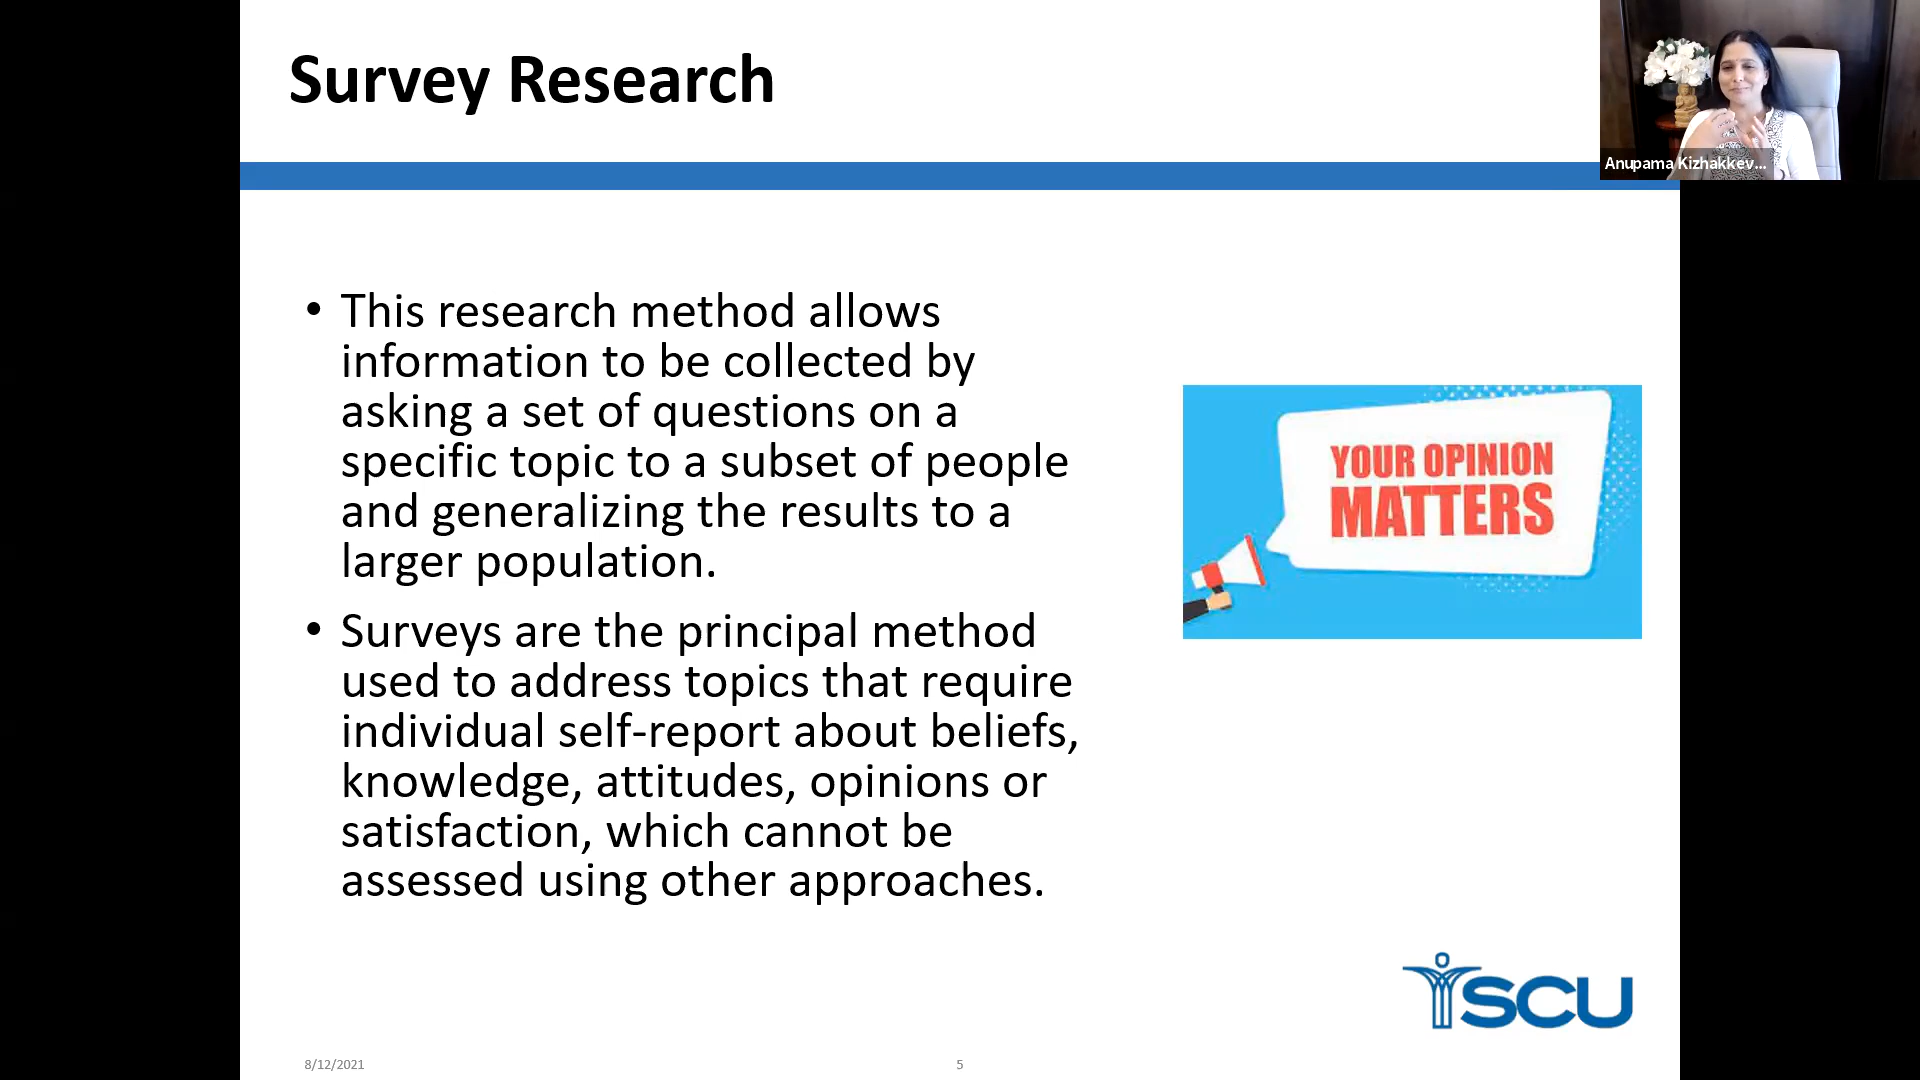 Survey Research
Anupama Kizhakkev...
• This research method allows
information to be collected by
asking a set of questions on a
specific topic to a subset of people
and generalizing the results to a
larger population.
• Surveys are the principal method
used to address topics that require
individual self-report about beliefs,
knowledge, attitudes, opinions or
satisfaction, which cannot be
assessed using other approaches.
YOUR OPINION
MATTERS
SCU
8/12/2021
5